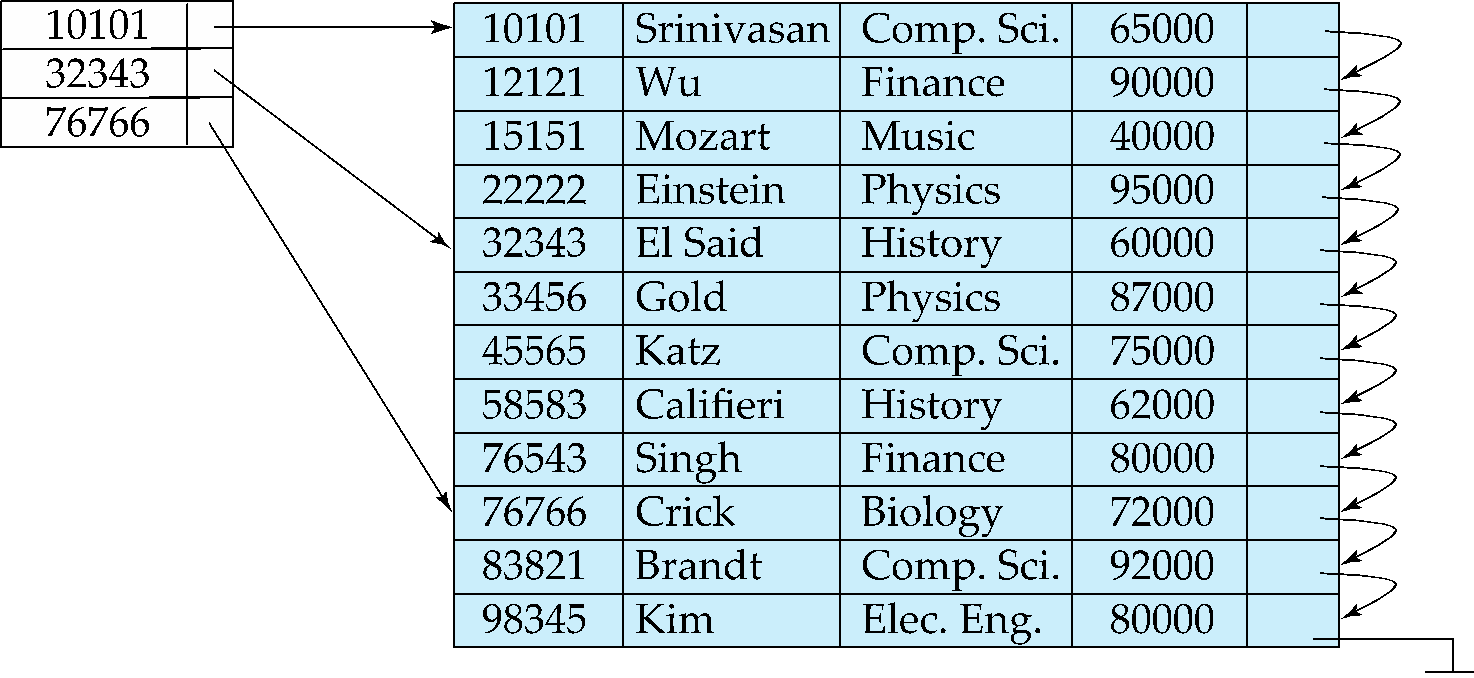 10101
32343
76766
10101 Srinivasan Comp. Sci. 65000
12121 Wu Finance 90000
15151 Mozart Music 40000
22222 Einstein Physics 95000
32343 El Said History 60000
33456 Gold Physics 87000
45565 Katz Comp. Sci. 75000
58583 Califieri History 62000
76543 Singh Finance 80000
76766 Crick Biology 72000
83821 Brandt Comp. Sci. 92000
98345 Kim Elec. Eng. 80000